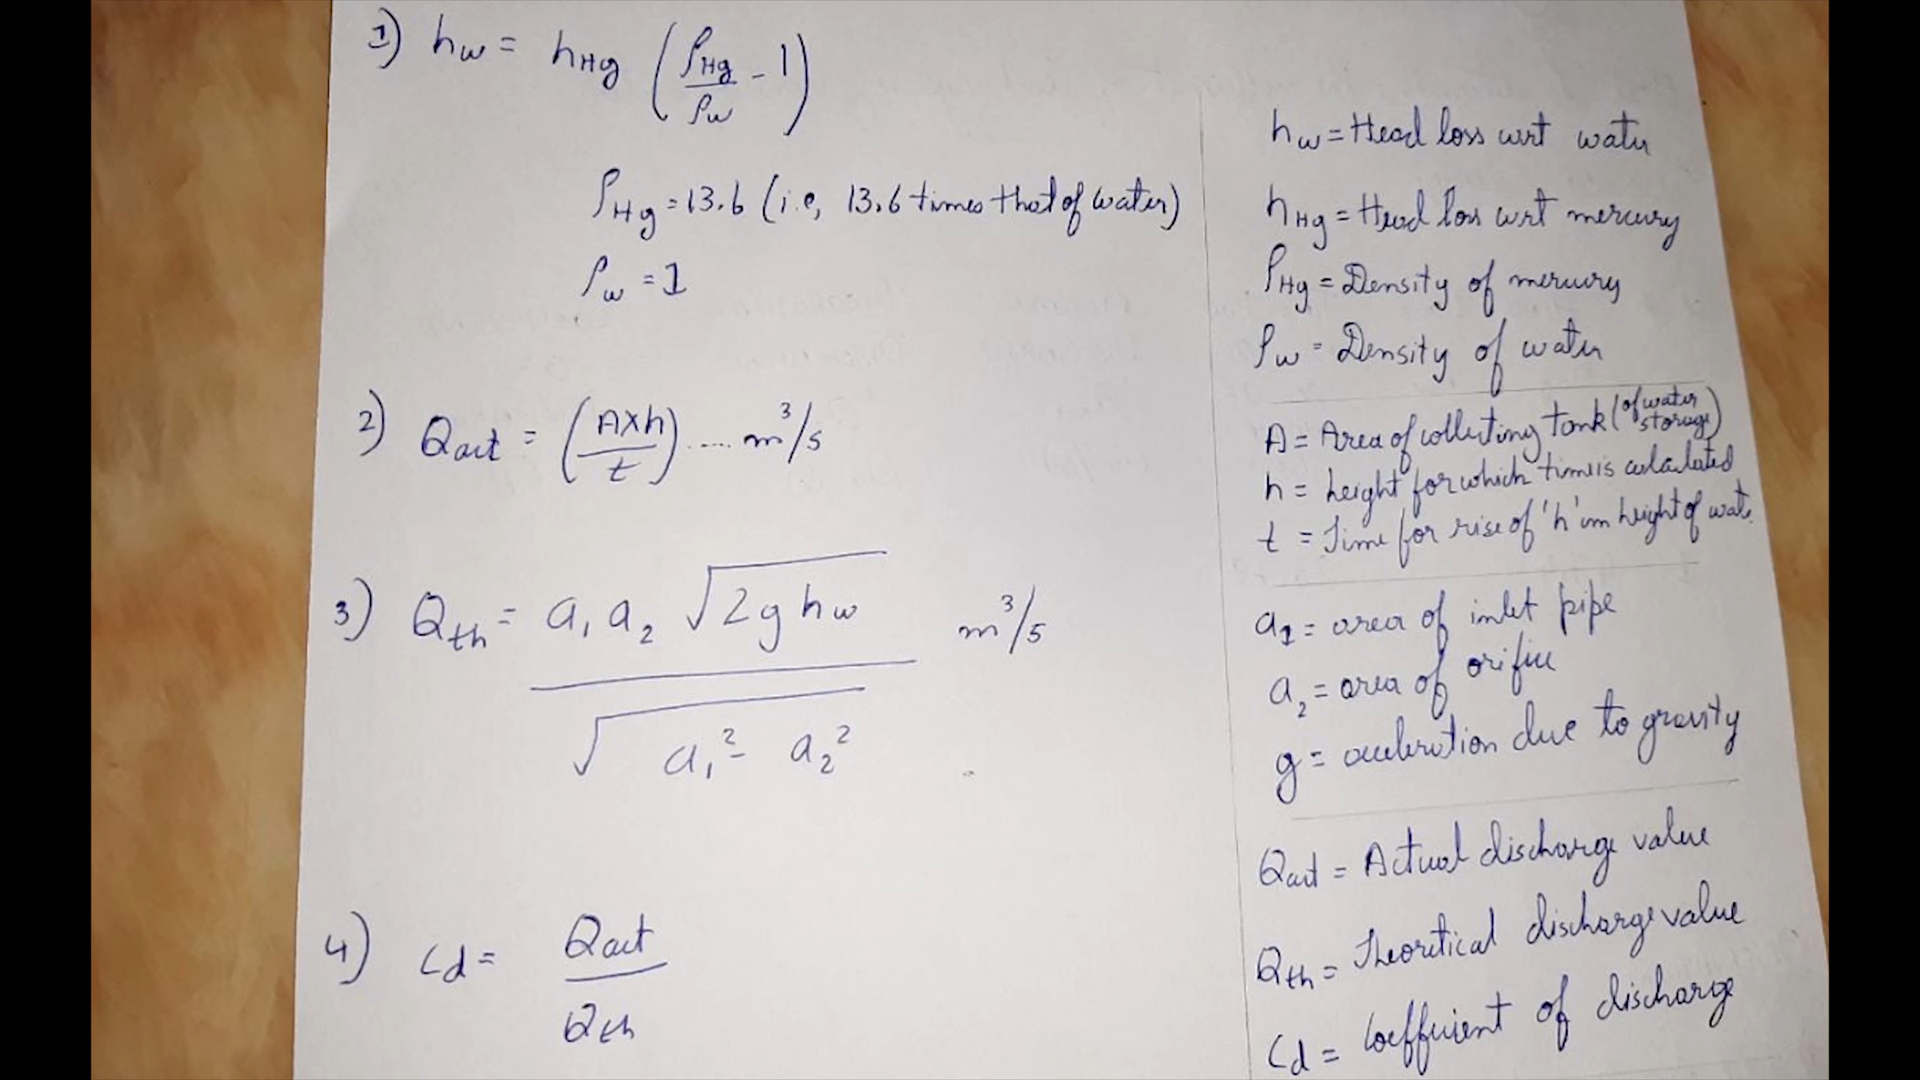 1) hw = hHg (ρHg/ρw - 1)
ρHg = 13.6 (i.e, 13.6 times that of water)
ρw = 1
2) Qact = (A×h/t) .... m³/s
3) Qth = a₁ a₂ √2ghw / √a₁² - a₂² m³/s
4) Cd = Qact/Qth
hw = Head loss wrt water
hHg = Head loss wrt mercury
ρHg = Density of mercury
ρw = Density of water
A = Area of collecting tank (of water storage)
h = height for which time is calculated
t = Time for rise of 'h' cm height of water
a1 = area of inlet pipe
a₂ = area of orifice
g = acceleration due to gravity
Qact = Actual discharge value
Qth = Theoretical discharge value
Cd = Coefficient of discharge